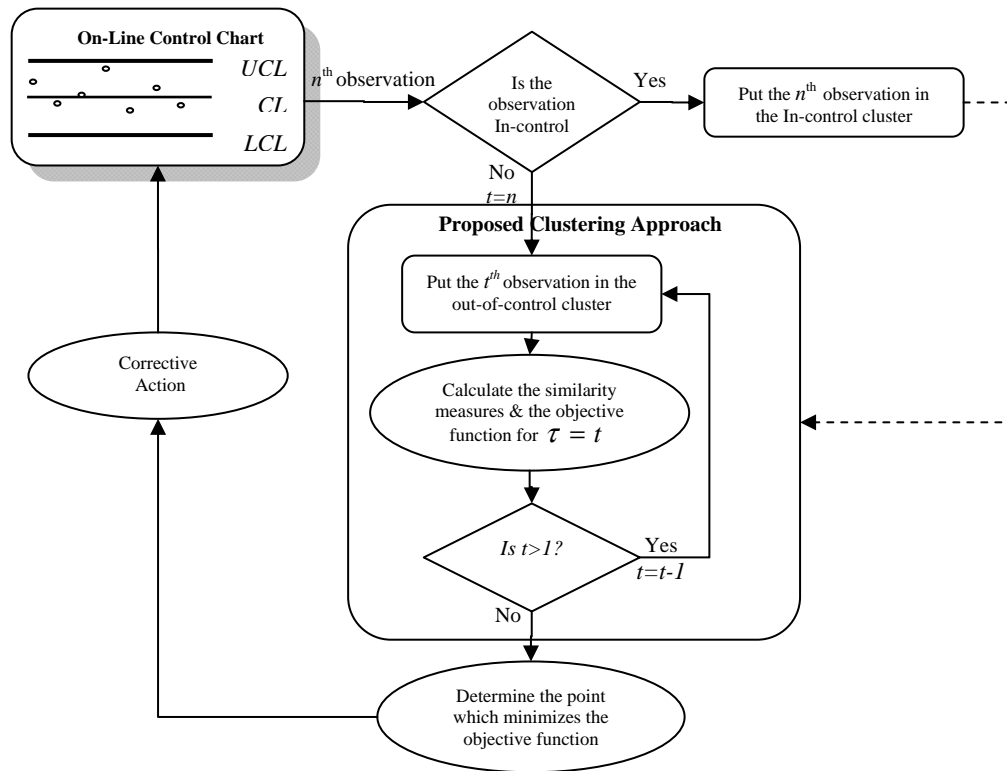 On-Line Control Chart
UCL
CL
LCL
nth observation
Is the
observation
In-control
Yes
Put the nth observation in
the In-control cluster
No
t=n
Proposed Clustering Approach
Put the tth observation in the
out-of-control cluster
Calculate the similarity
measures & the objective
function for τ = t
Is t>1?
Yes
t=t-1
No
Determine the point
which minimizes the
objective function
Corrective
Action